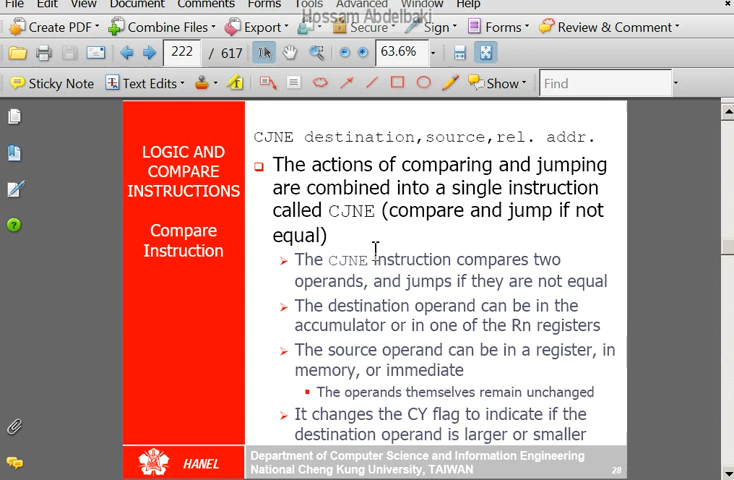 File Edit View Document Comments Forms Tools Advanced Window Help
Hossam Abdelbaki
Create PDF Combine Files Export Secure Sign Forms Review & Comment
222 / 617 63.6%
Sticky Note Text Edits Show Find
LOGIC AND
COMPARE
INSTRUCTIONS
Compare
Instruction
CJNE destination,source,rel. addr.
The actions of comparing and jumping
are combined into a single instruction
called CJNE (compare and jump if not
equal)
The CJNE instruction compares two
operands, and jumps if they are not equal
The destination operand can be in the
accumulator or in one of the Rn registers
The source operand can be in a register, in
memory, or immediate
The operands themselves remain unchanged
It changes the CY flag to indicate if the
destination operand is larger or smaller
HANEL
Department of Computer Science and Information Engineering
National Cheng Kung University, TAIWAN
28